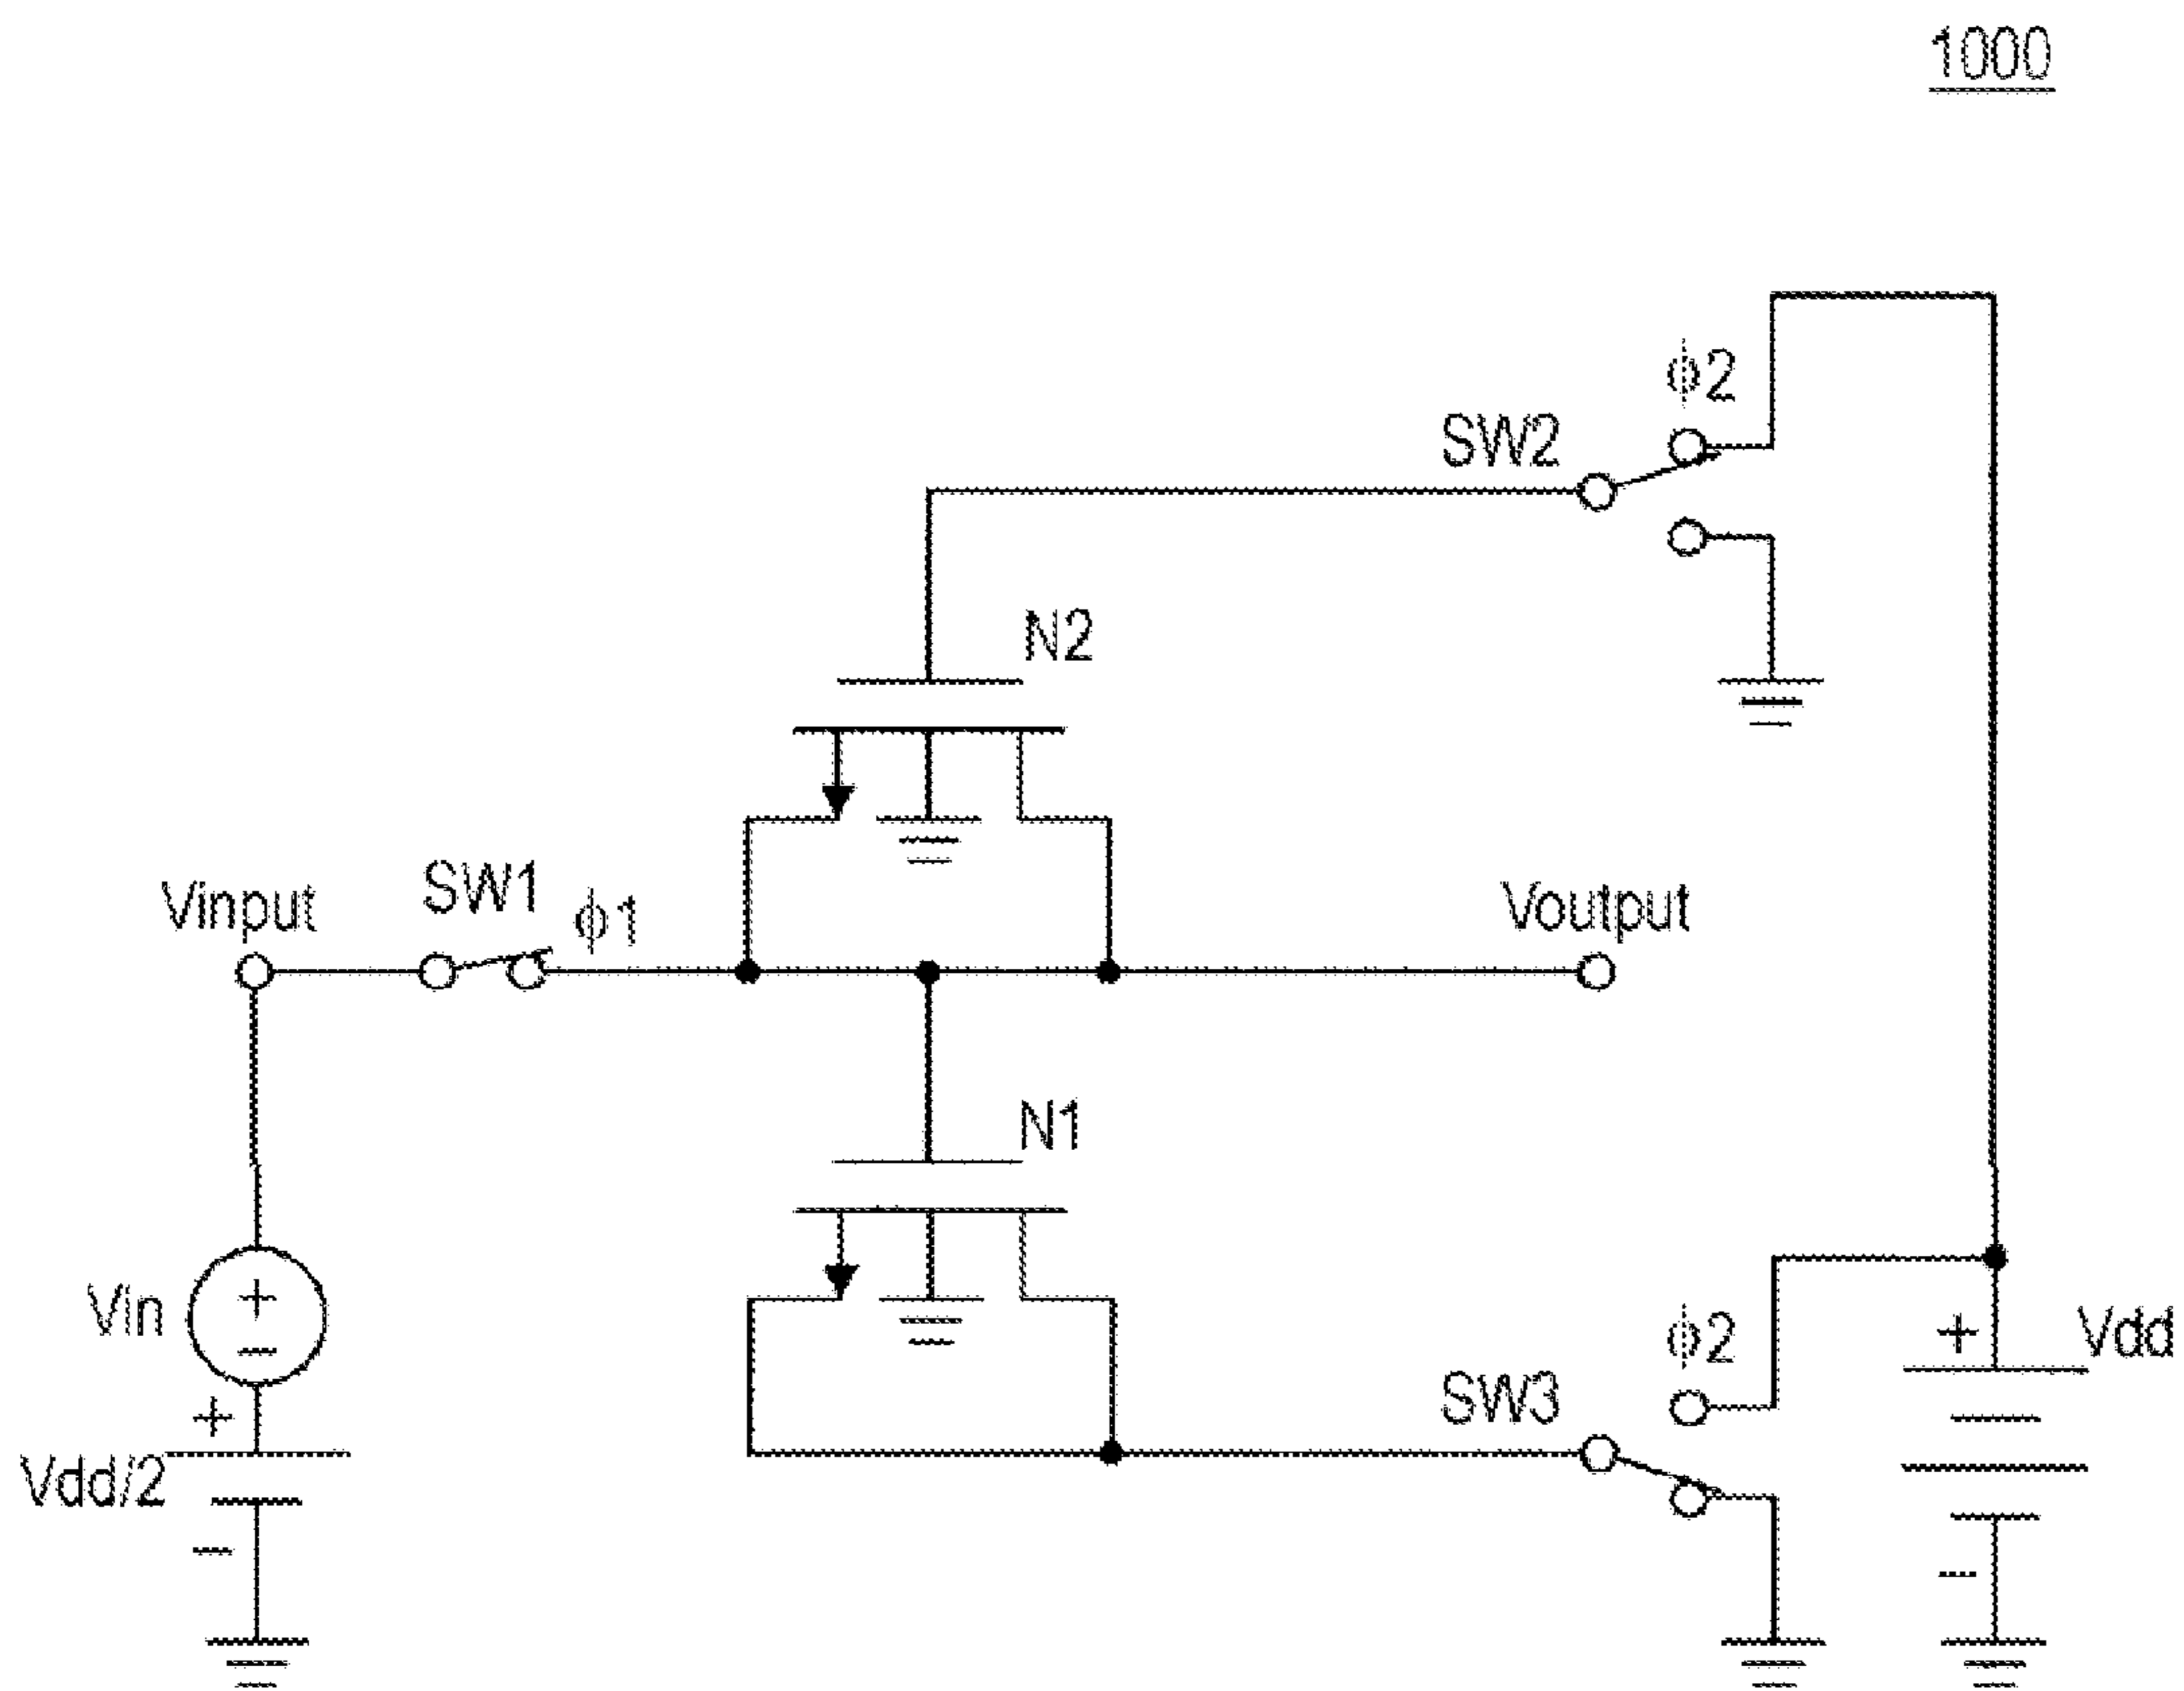 1000
ϕ2
SW2
N2
SW1
ϕ1
Vinput
Voutput
N1
Vin
+
−
+
Vdd/2
−
ϕ2
SW3
+
Vdd
−